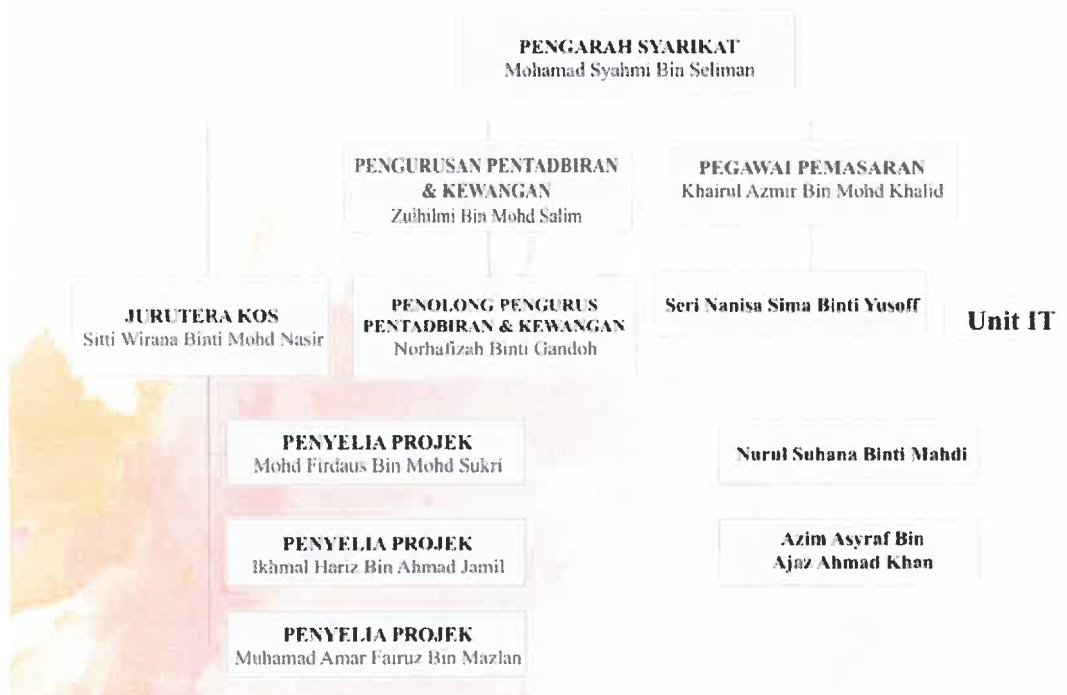 PENGARAH SYARIKAT
Mohamad Syahmi Bin Seliman
PENGURUSAN PENTADBIRAN
& KEWANGAN
Zulhilmi Bin Mohd Salim
PEGAWAI PEMASARAN
Khairul Azmir Bin Mohd Khalid
JURUTERA KOS
Sitti Wirana Binti Mohd Nasir
PENOLONG PENGURUS
PENTADBIRAN & KEWANGAN
Norhafizah Binti Gandoh
Seri Nanisa Sima Binti Yusoff
Unit IT
PENYELIA PROJEK
Mohd Firdaus Bin Mohd Sukri
Nurul Suhana Binti Mahdi
PENYELIA PROJEK
Ikhmal Hariz Bin Ahmad Jamil
Azim Asyraf Bin
Ajaz Ahmad Khan
PENYELIA PROJEK
Muhamad Amar Fairuz Bin Mazlan